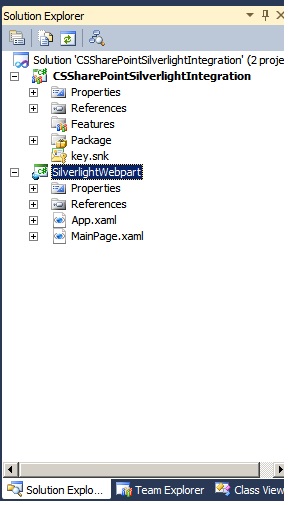 Solution Explorer
Solution 'CSSharePointSilverlightIntegration' (2 proje
CSSharePointSilverlightIntegration
Properties
References
Features
Package
key.snk
SilverlightWebpart
Properties
References
App.xaml
MainPage.xaml
Solution Explo... Team Explorer Class View